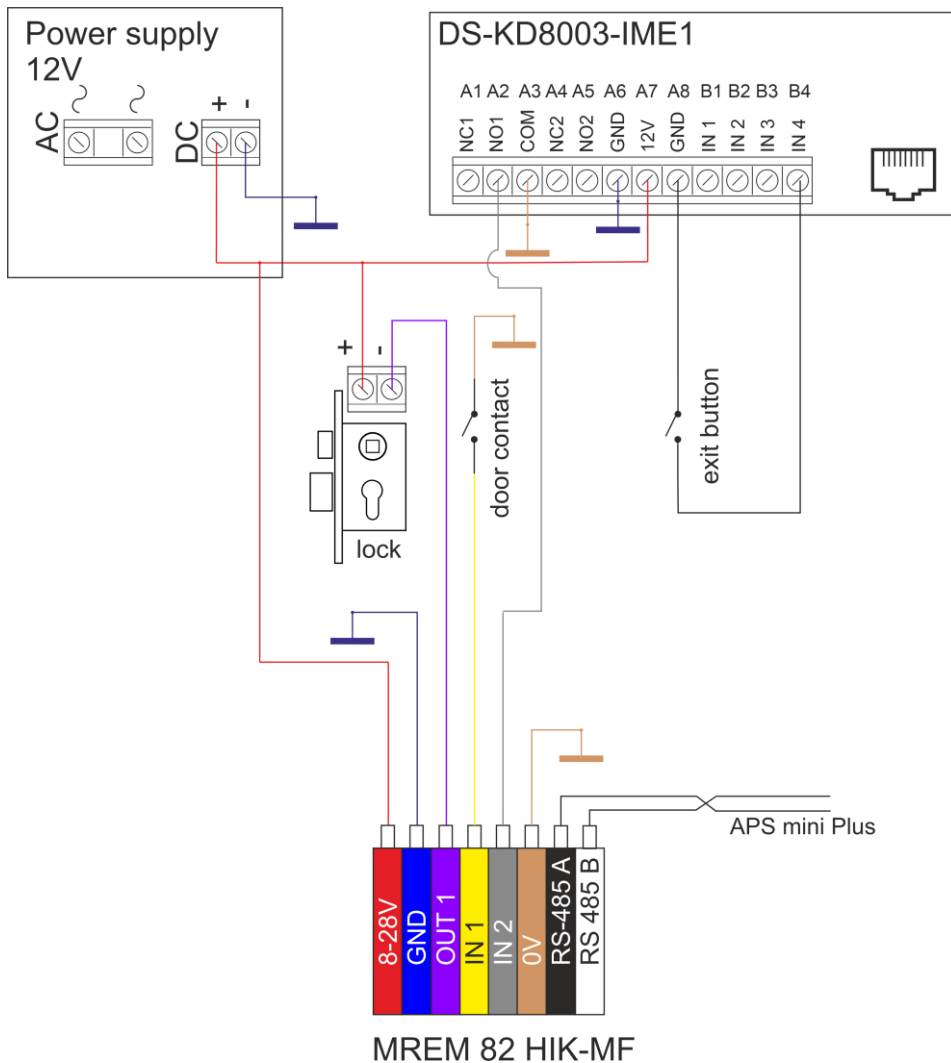 Power supply
12V
AC
DC
+
-
DS-KD8003-IME1
A1 A2 A3 A4 A5 A6 A7 A8 B1 B2 B3 B4
NC1 NO1 COM NC2 NO2 GND 12V GND IN 1 IN 2 IN 3 IN 4
+
-
lock
door contact
exit button
APS mini Plus
8-28V
GND
OUT 1
IN 1
IN 2
0V
RS-485 A
RS 485 B
MREM 82 HIK-MF